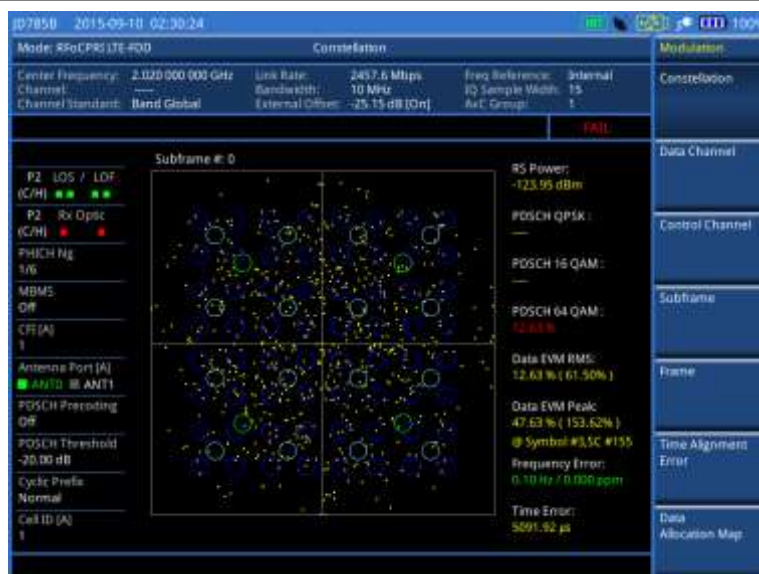 JD785B 2015-09-10 02:30:24
INT
100%
Mode: RFoCPRI LTE-FDD
Constellation
Modulation
Center Frequency: 2.020 000 000 GHz
Channel: ----
Channel Standard: Band Global
Link Rate: 2457.6 Mbps
Bandwidth: 10 MHz
External Offset: -25.15 dB [On]
Freq Reference: Internal
IQ Sample Width: 15
AxC Group: 1
FAIL
Subframe #: 0
P2 LOS / LOF
(C/H)
P2 Rx Optic
(C/H)
PHICH Ng
1/6
MBMS
Off
CFI [A]
1
Antenna Port [A]
ANT0 ANT1
PDSCH Precoding
Off
PDSCH Threshold
-20.00 dB
Cyclic Prefix
Normal
Cell ID [A]
1
RS Power:
-123.95 dBm
PDSCH QPSK :
----
PDSCH 16 QAM :
----
PDSCH 64 QAM :
12.63 %
Data EVM RMS:
12.63 % ( 61.50% )
Data EVM Peak:
47.63 % ( 153.62% )
@ Symbol #3,SC #155
Frequency Error:
0.10 Hz / 0.000 ppm
Time Error:
5091.92 µs
Constellation
Data Channel
Control Channel
Subframe
Frame
Time Alignment
Error
Data
Allocation Map